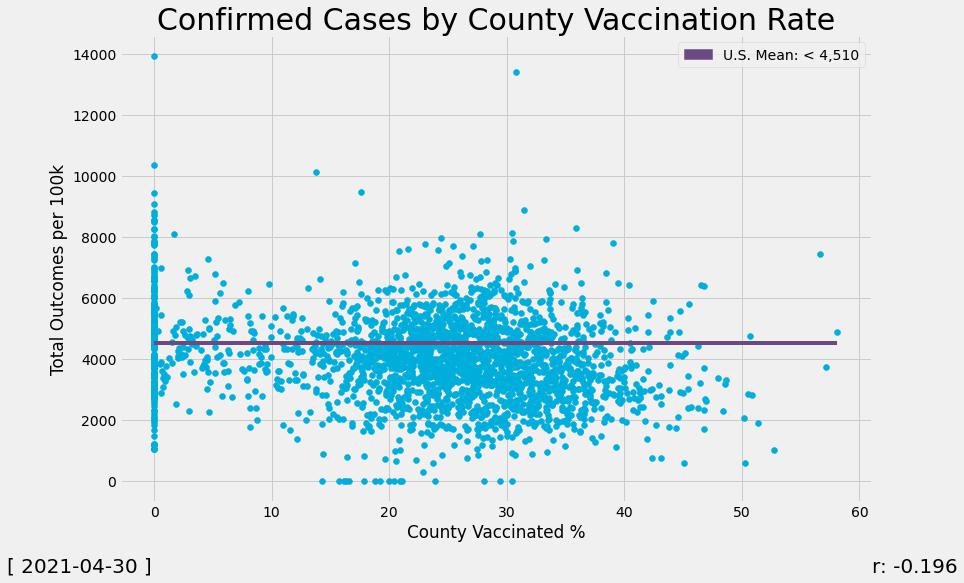 Confirmed Cases by County Vaccination Rate
U.S. Mean: < 4,510
Total Outcomes per 100k
14000
12000
10000
8000
6000
4000
2000
0
0 10 20 30 40 50 60
County Vaccinated %
[ 2021-04-30 ]
r: -0.196